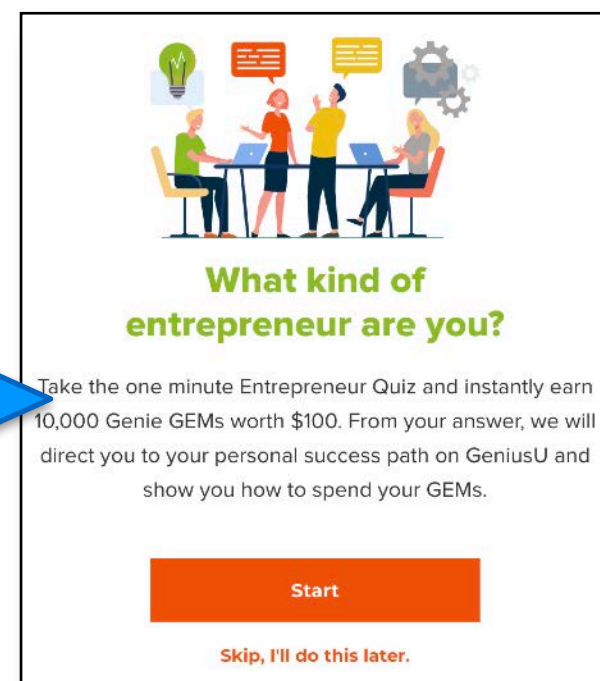 What kind of
entrepreneur are you?
Take the one minute Entrepreneur Quiz and instantly earn
10,000 Genie GEMs worth $100. From your answer, we will
direct you to your personal success path on GeniusU and
show you how to spend your GEMs.
Start
Skip, I'll do this later.